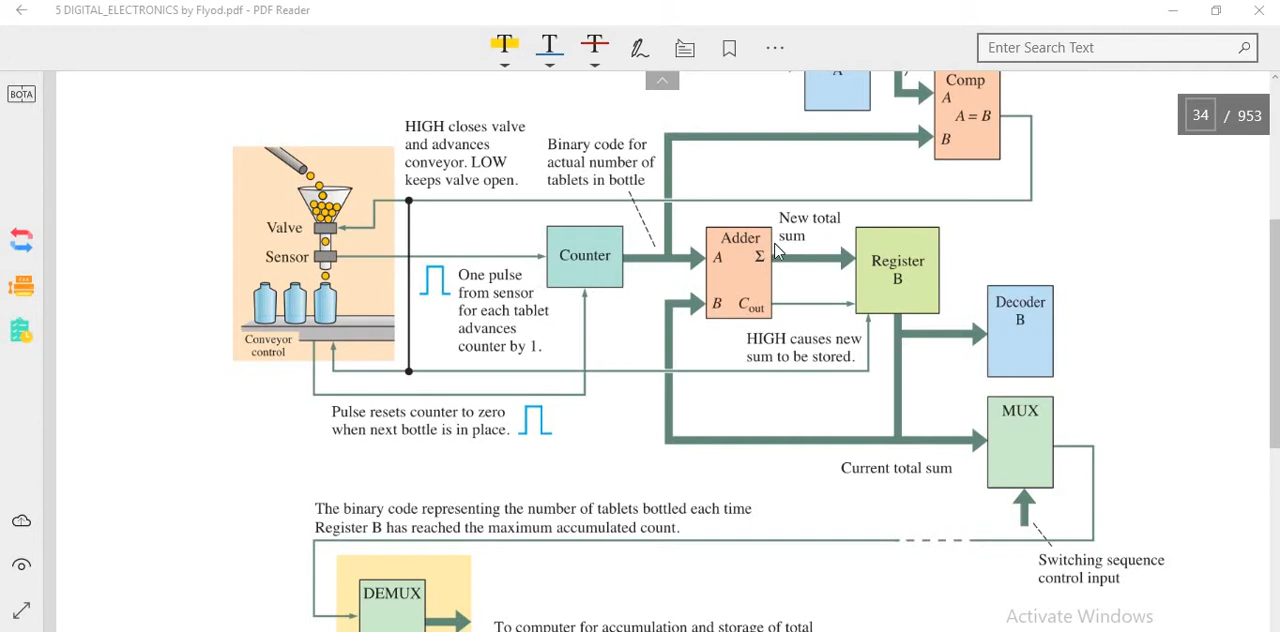 5 DIGITAL_ELECTRONICS by Flyod.pdf - PDF Reader
T T T
Enter Search Text
BOTA
34 / 953
A
Comp
A
A = B
B
HIGH closes valve
and advances
conveyor. LOW
keeps valve open.
Binary code for
actual number of
tablets in bottle
Valve
Sensor
Conveyor
control
One pulse
from sensor
for each tablet
advances
counter by 1.
Counter
Adder
A Σ
B Cout
New total
sum
Register
B
HIGH causes new
sum to be stored.
Decoder
B
Pulse resets counter to zero
when next bottle is in place.
MUX
Current total sum
The binary code representing the number of tablets bottled each time
Register B has reached the maximum accumulated count.
Switching sequence
control input
DEMUX
To computer for accumulation and storage of total
Activate Windows